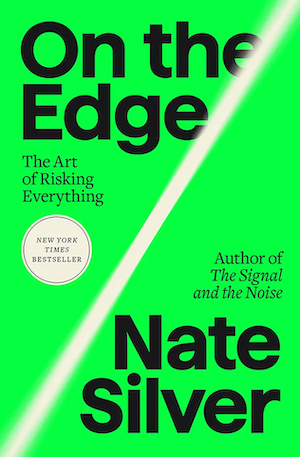 On the
Edge
The Art
of Risking
Everything
NEW YORK
TIMES
BESTSELLER
Author of
The Signal
and the Noise
Nate
Silver